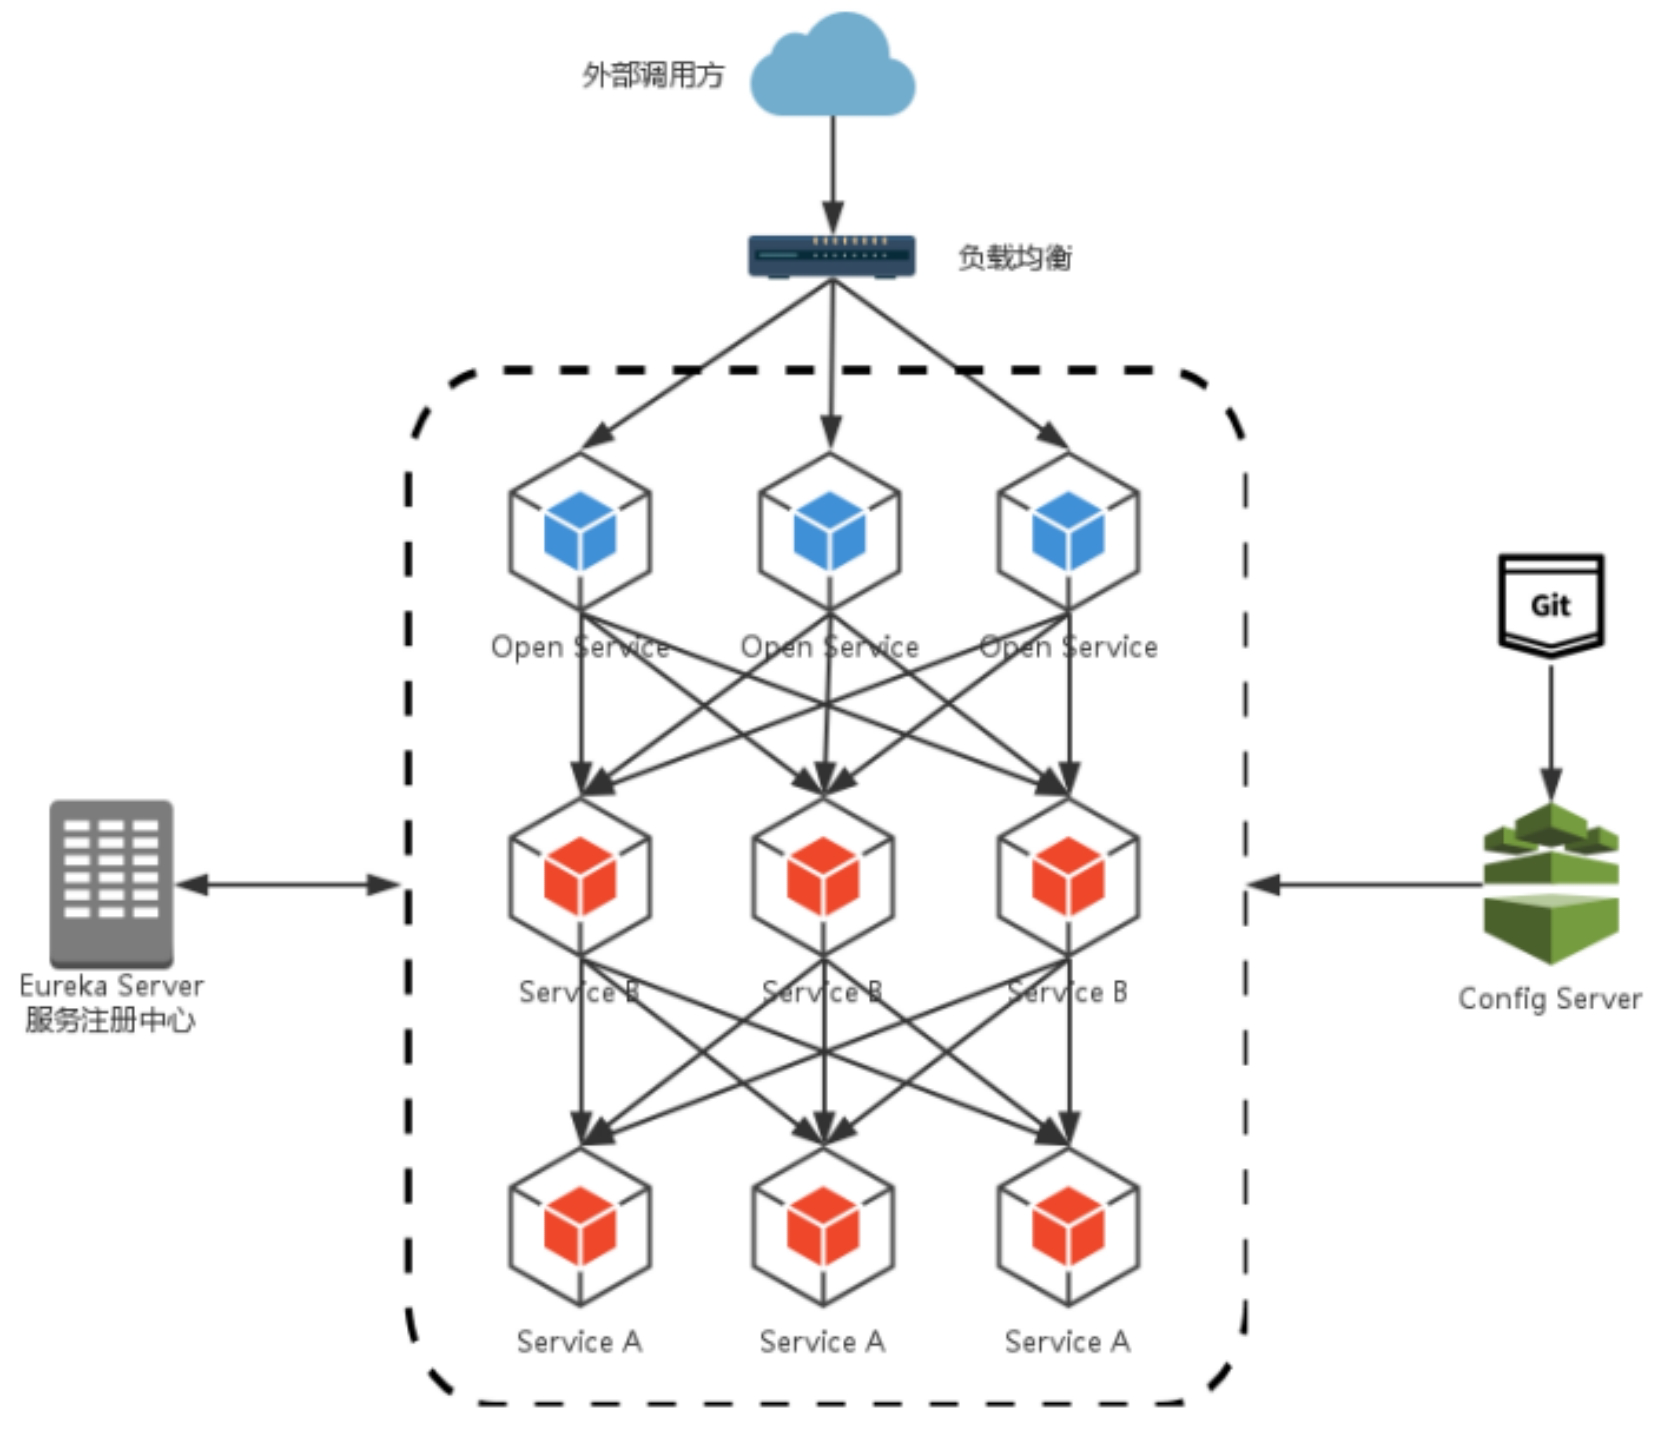 外部调用方
负载均衡
Open Service
Open Service
Open Service
Git
Eureka Server
服务注册中心
Service B
Service B
Service B
Config Server
Service A
Service A
Service A